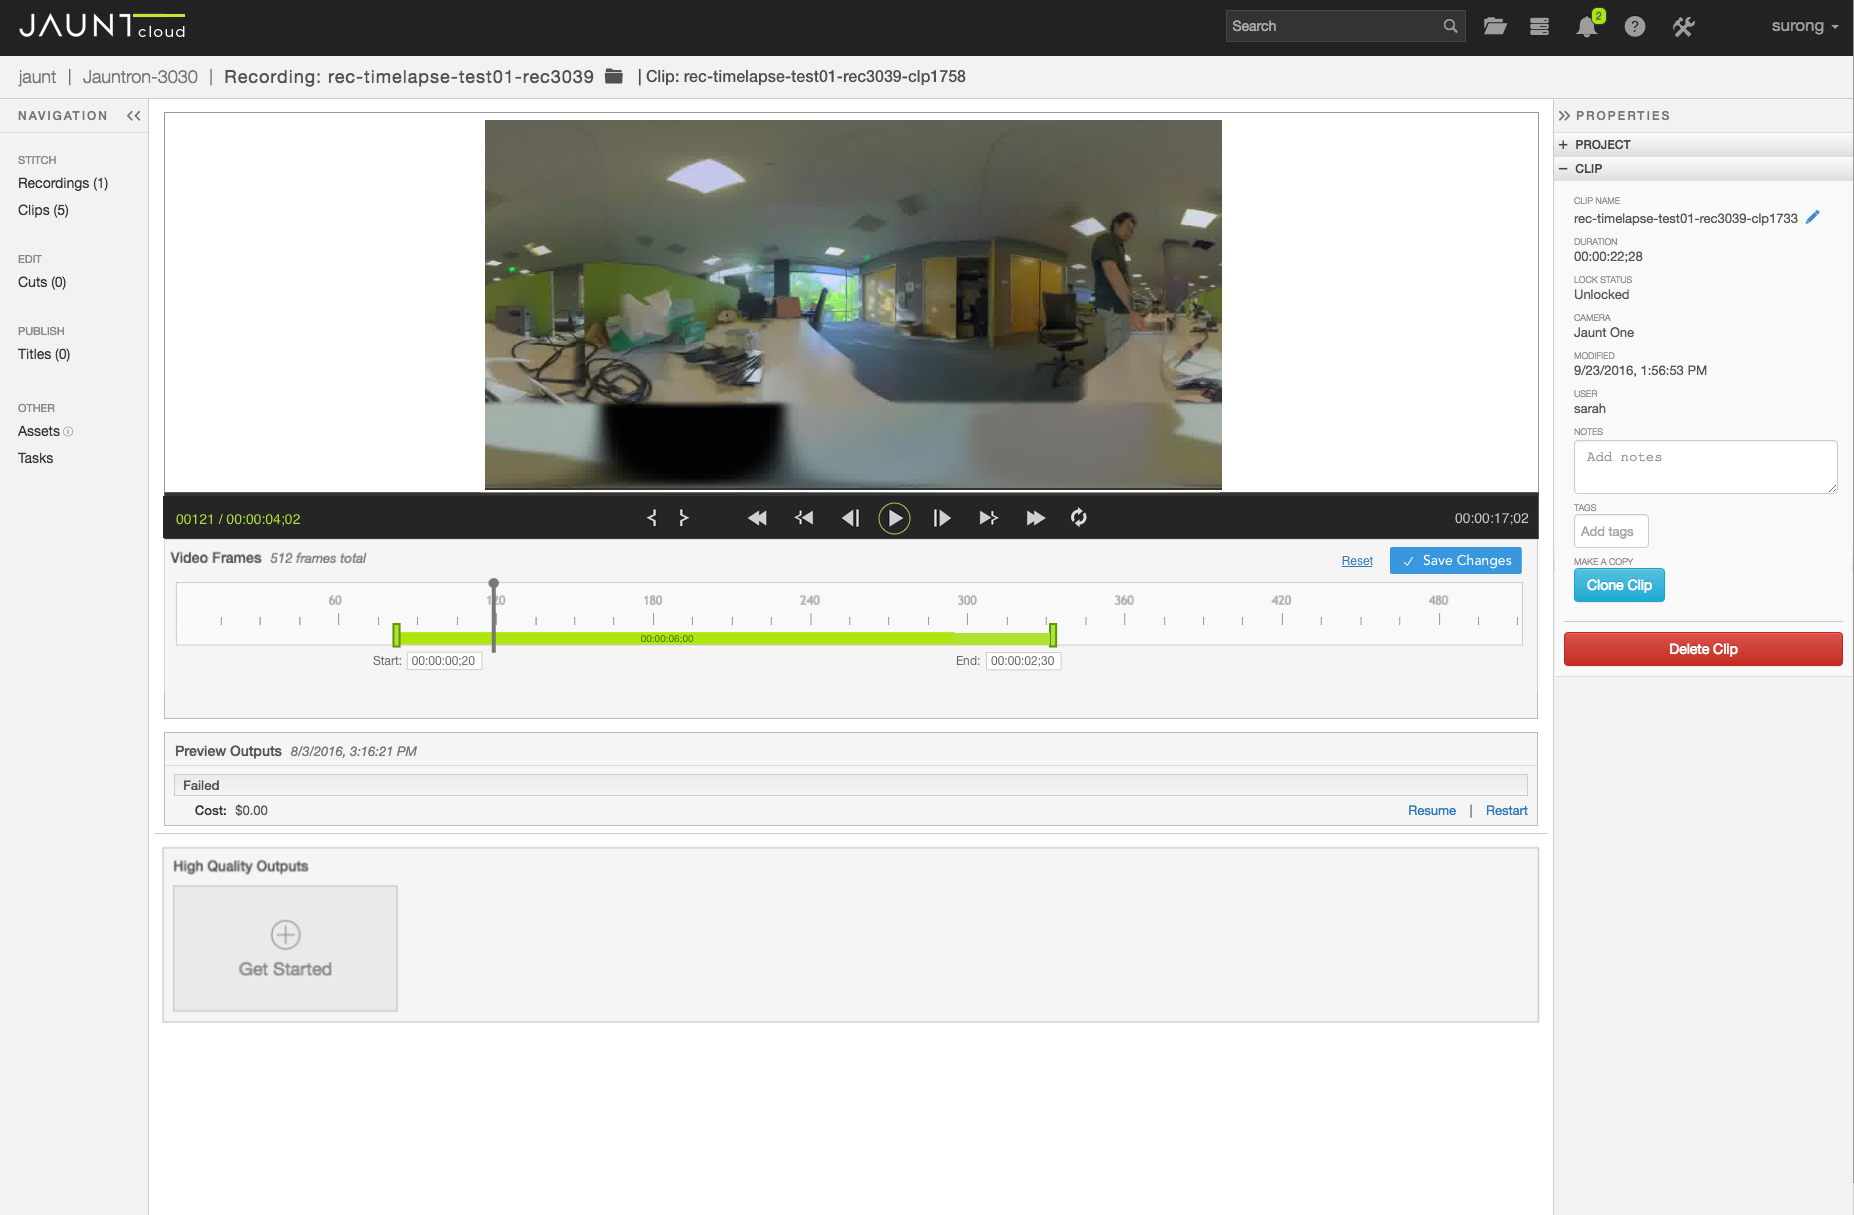 JAUNT cloud
Search
2
?
surong
jaunt | Jauntron-3030 | Recording: rec-timelapse-test01-rec3039 | Clip: rec-timelapse-test01-rec3039-clp1758
NAVIGATION
STITCH
Recordings (1)
Clips (5)
EDIT
Cuts (0)
PUBLISH
Titles (0)
OTHER
Assets
Tasks
00121 / 00:00:04;02
00:00:17;02
Video Frames 512 frames total
Reset
Save Changes
60 120 180 240 300 360 420 480
00:00:06;00
Start: 00:00:00;20
End: 00:00:02;30
Preview Outputs 8/3/2016, 3:16:21 PM
Failed
Cost: $0.00
Resume | Restart
High Quality Outputs
Get Started
PROPERTIES
+ PROJECT
− CLIP
CLIP NAME
rec-timelapse-test01-rec3039-clp1733
DURATION
00:00:22;28
LOCK STATUS
Unlocked
CAMERA
Jaunt One
MODIFIED
9/23/2016, 1:56:53 PM
USER
sarah
NOTES
Add notes
TAGS
Add tags
MAKE A COPY
Clone Clip
Delete Clip